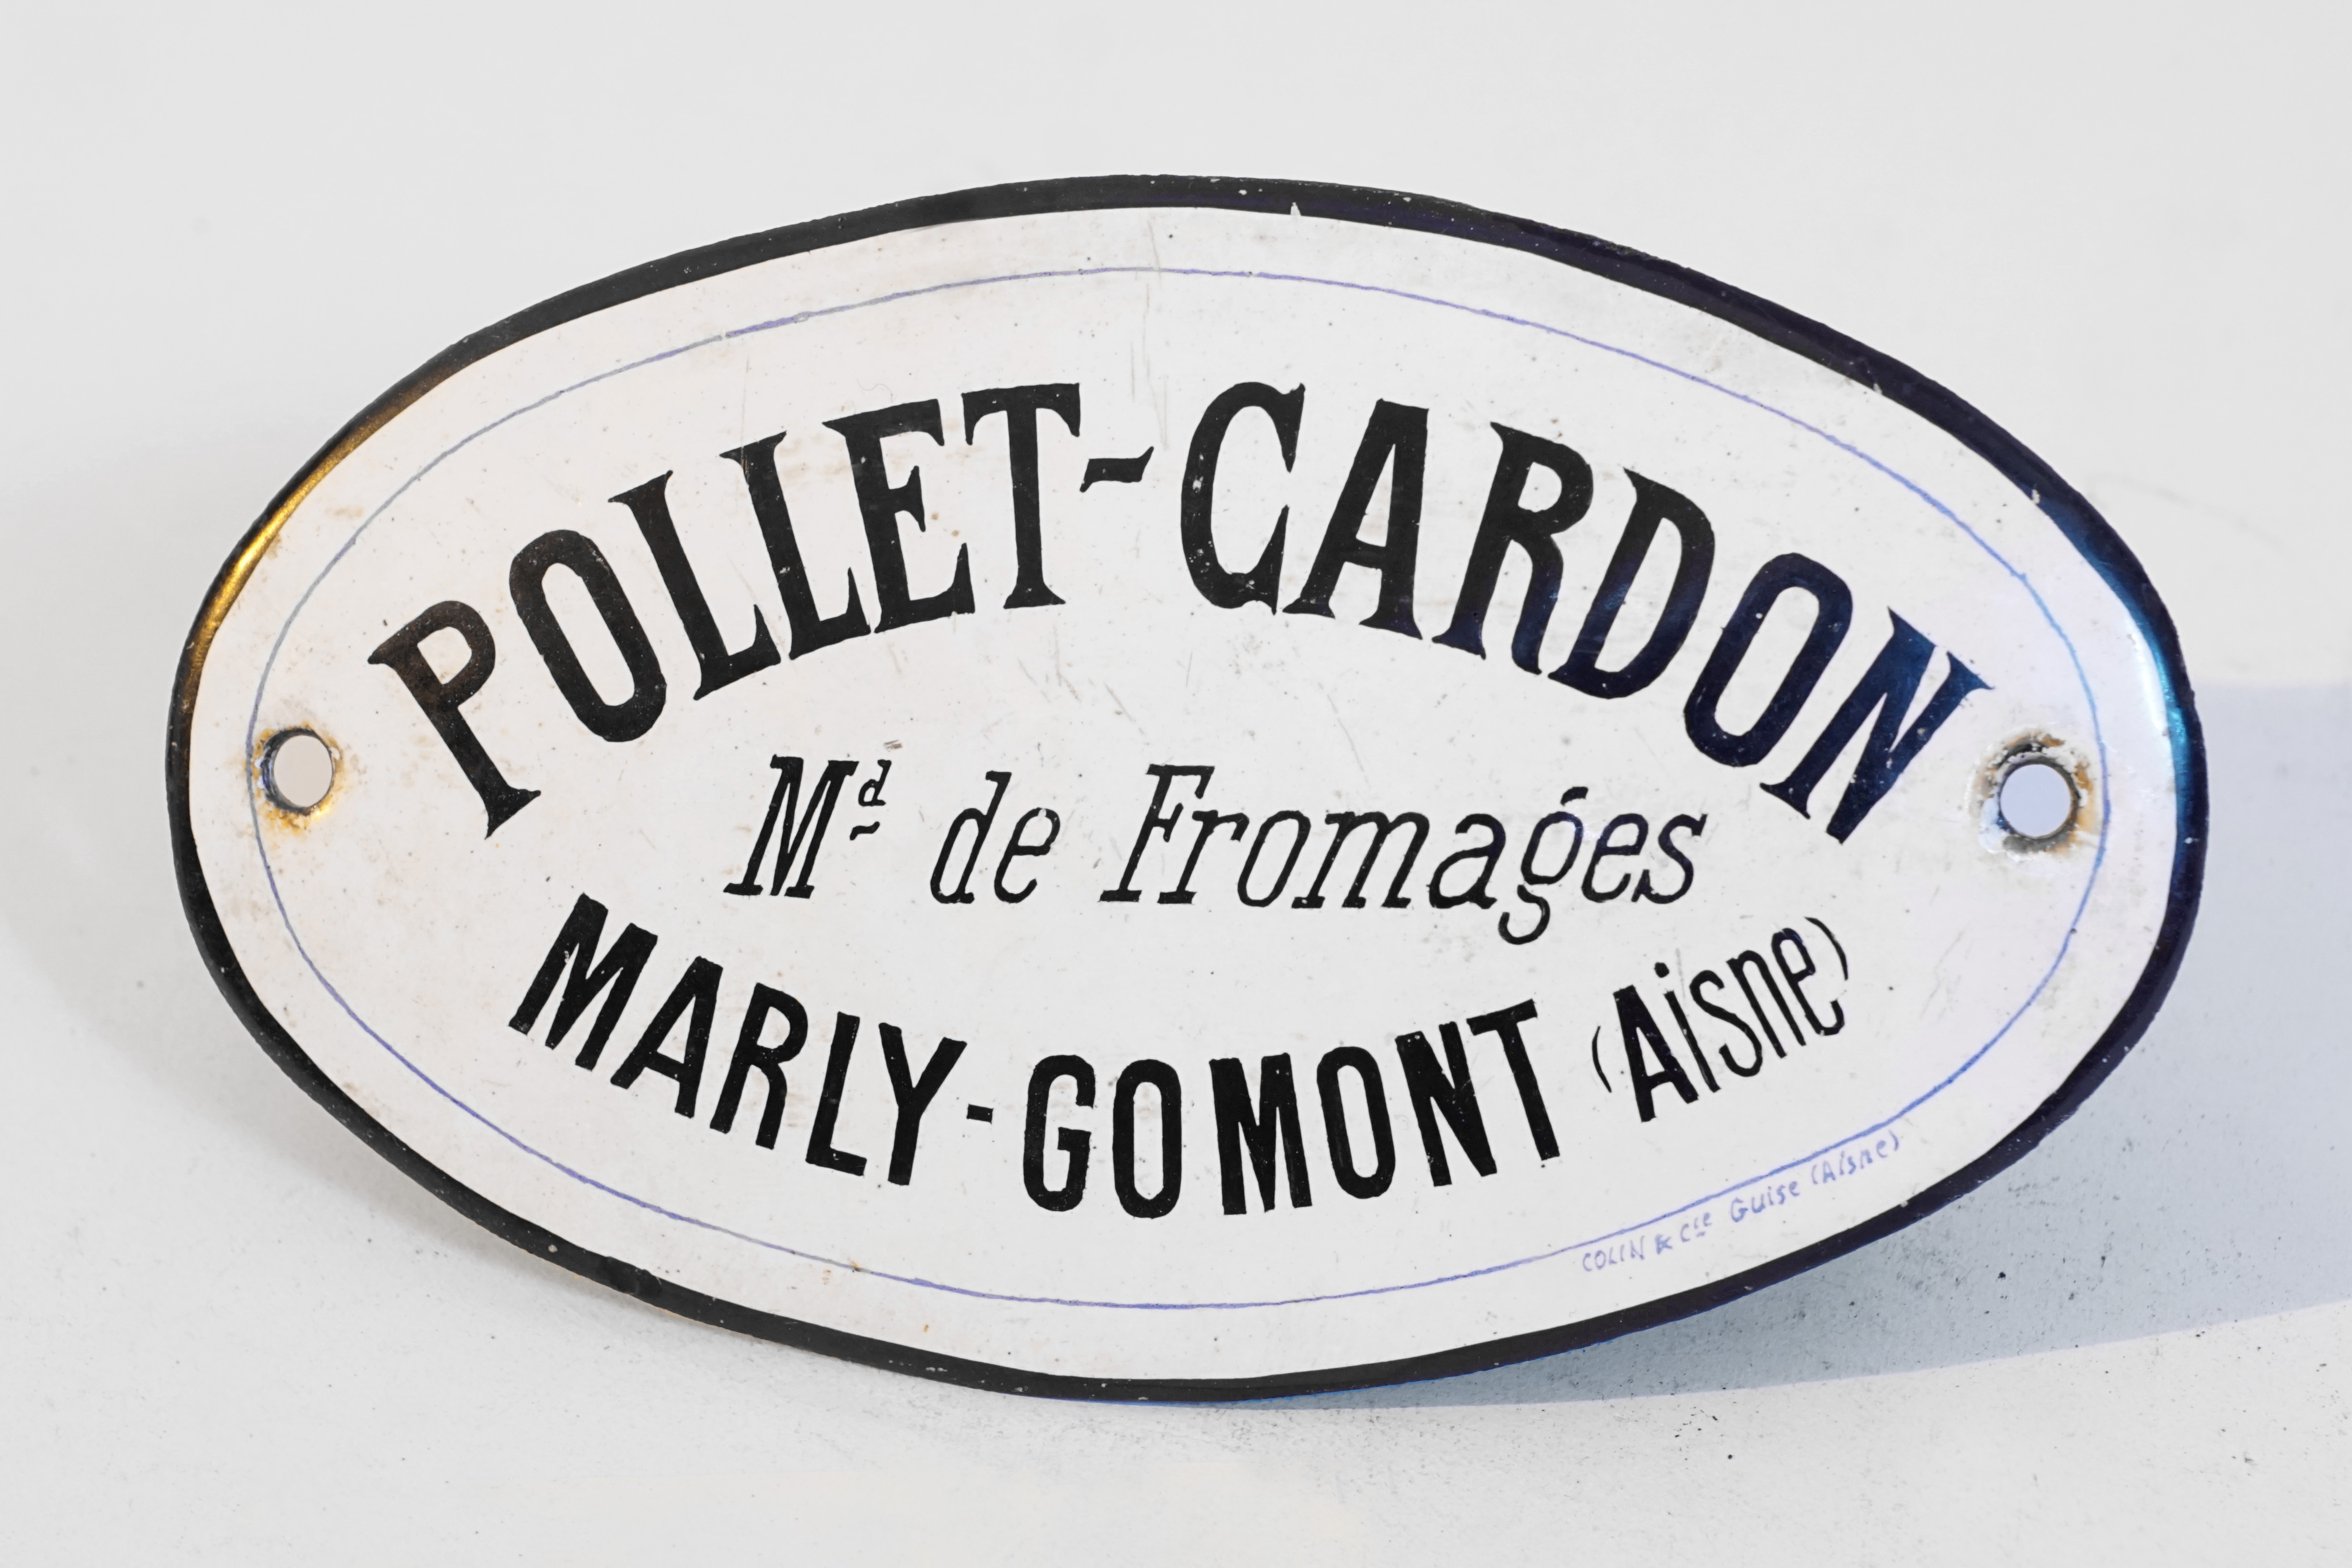 POLLET-CARDON
Md de Fromages
MARLY-GOMONT (Aisne)
COLIN & Cie Guise (Aisne)